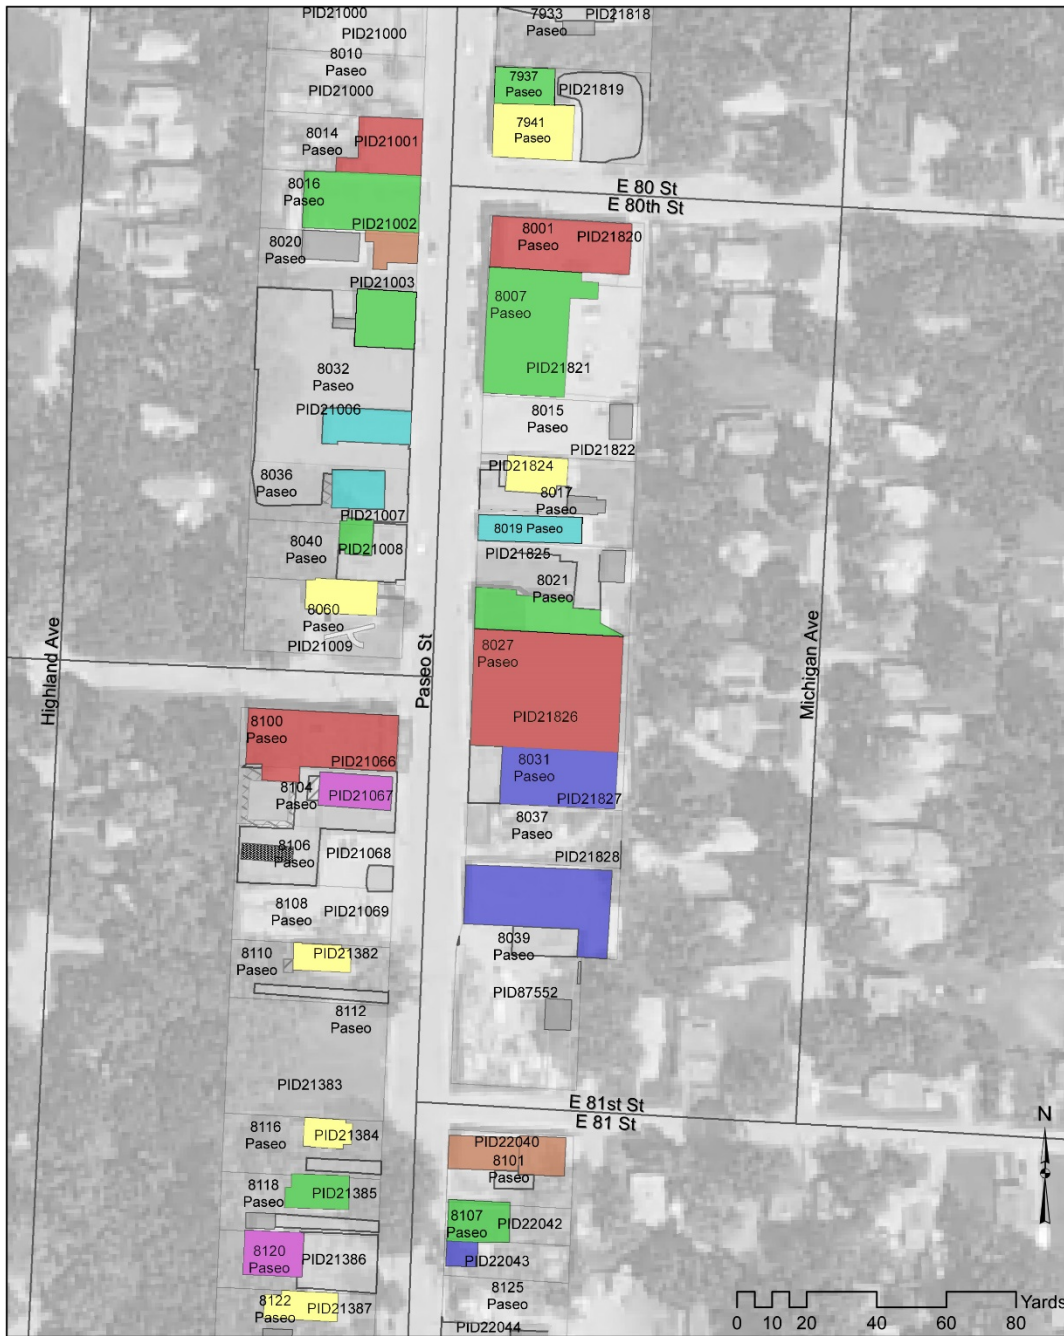 PID21000
PID21000
8010
Paseo
PID21000
8014
Paseo
PID21001
8016
Paseo
PID21002
8020
Paseo
PID21003
8032
Paseo
PID21006
8036
Paseo
PID21007
8040
Paseo
PID21008
8060
Paseo
PID21009
7933
Paseo
PID21818
7937
Paseo
PID21819
7941
Paseo
E 80 St
E 80th St
8001
Paseo
PID21820
8007
Paseo
PID21821
8015
Paseo
PID21822
PID21824
8017
Paseo
8019 Paseo
PID21825
8021
Paseo
8027
Paseo
PID21826
8031
Paseo
PID21827
8037
Paseo
PID21828
8039
Paseo
PID87552
Highland Ave
Paseo St
Michigan Ave
8100
Paseo
PID21066
8104
Paseo
PID21067
8106
Paseo
PID21068
8108
Paseo
PID21069
8110
Paseo
PID21382
8112
Paseo
PID21383
8116
Paseo
PID21384
8118
Paseo
PID21385
8120
Paseo
PID21386
8122
Paseo
PID21387
E 81st St
E 81 St
PID22040
8101
Paseo
8107
Paseo
PID22042
PID22043
8125
Paseo
PID22044
N
Yards
0 10 20 40 60 80